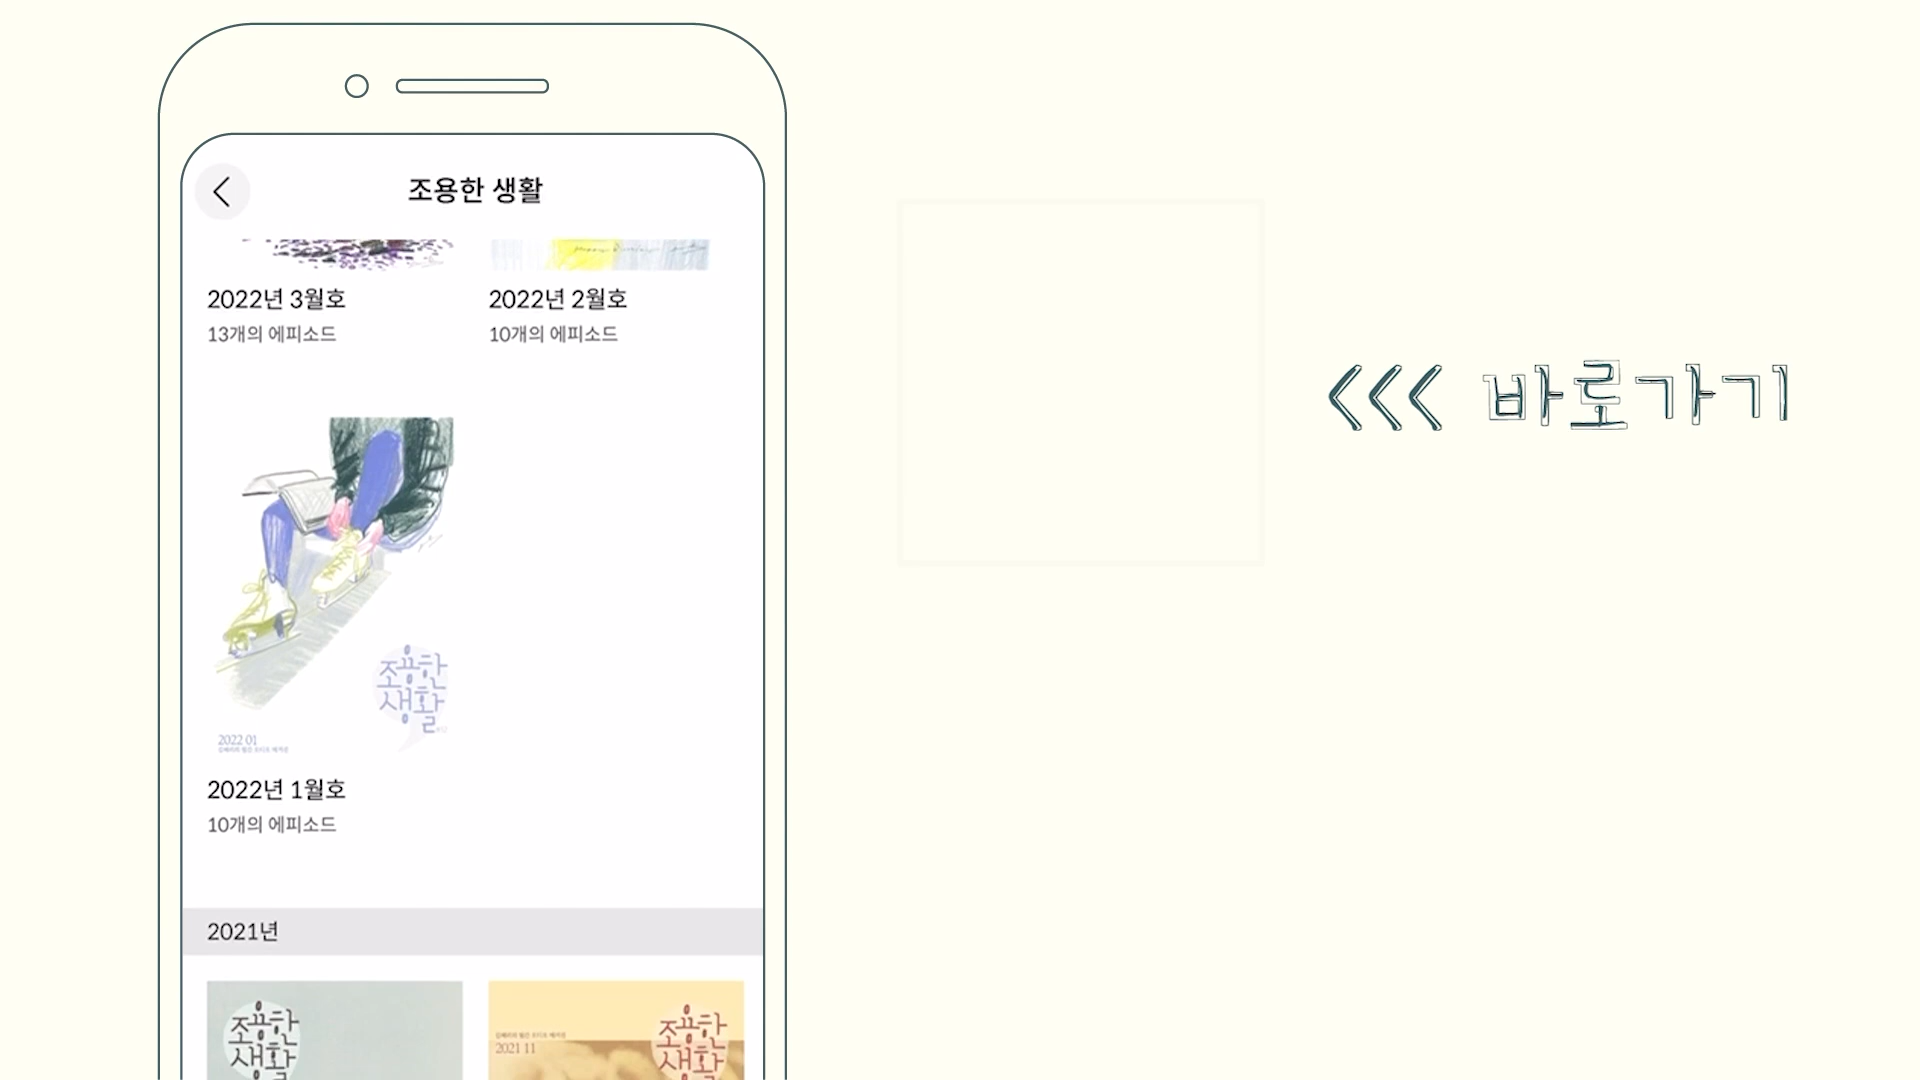 조용한 생활
2022년 3월호
13개의 에피소드
2022년 2월호
10개의 에피소드
조용한
생활
2022 01
2022년 1월호
10개의 에피소드
2021년
조용한
생활
2021 11
조용한
생활
<<< 바로가기